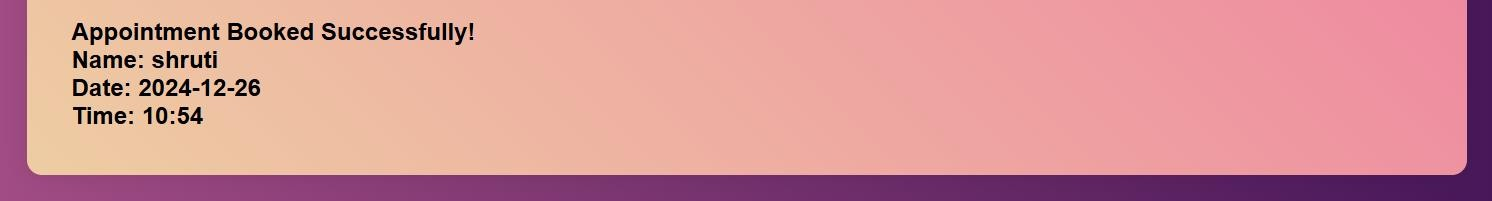 Appointment Booked Successfully!
Name: shruti
Date: 2024-12-26
Time: 10:54